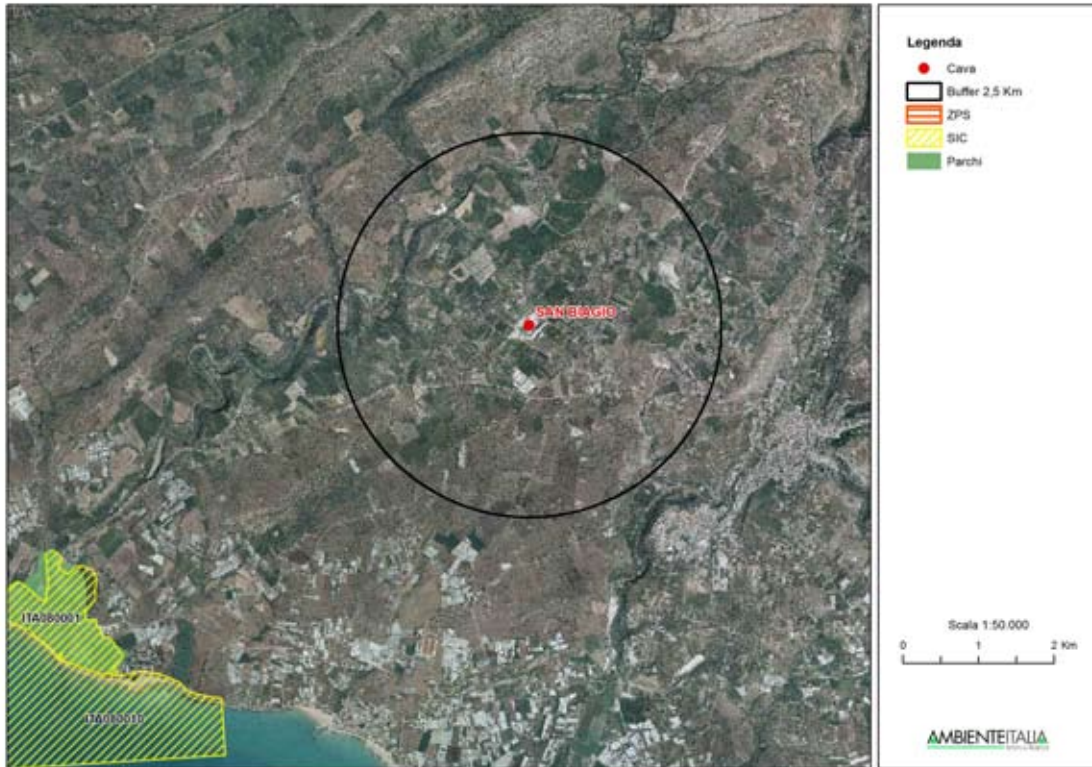 SAN BIAGIO
ITA080001
ITA080010
Legenda
Cava
Buffer 2,5 Km
ZPS
SIC
Parchi
Scala 1:50.000
0 1 2 Km
AMBIENTEITALIA